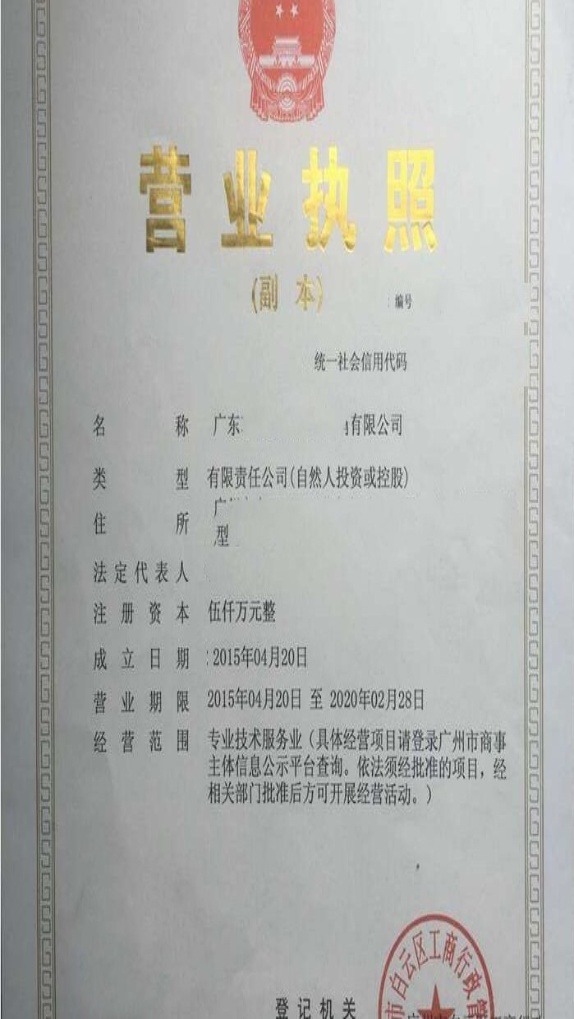 营业执照
(副 本)
编号
统一社会信用代码
名 称 广东 有限公司
类 型 有限责任公司(自然人投资或控股)
住 所 广
型
法定代表人
注 册 资 本 伍仟万元整
成 立 日 期 2015年04月20日
营 业 期 限 2015年04月20日 至 2020年02月28日
经 营 范 围 专业技术服务业（具体经营项目请登录广州市商事
主体信息公示平台查询。依法须经批准的项目，经
相关部门批准后方可开展经营活动。）
市白云区工商行政管
登 记 机 关